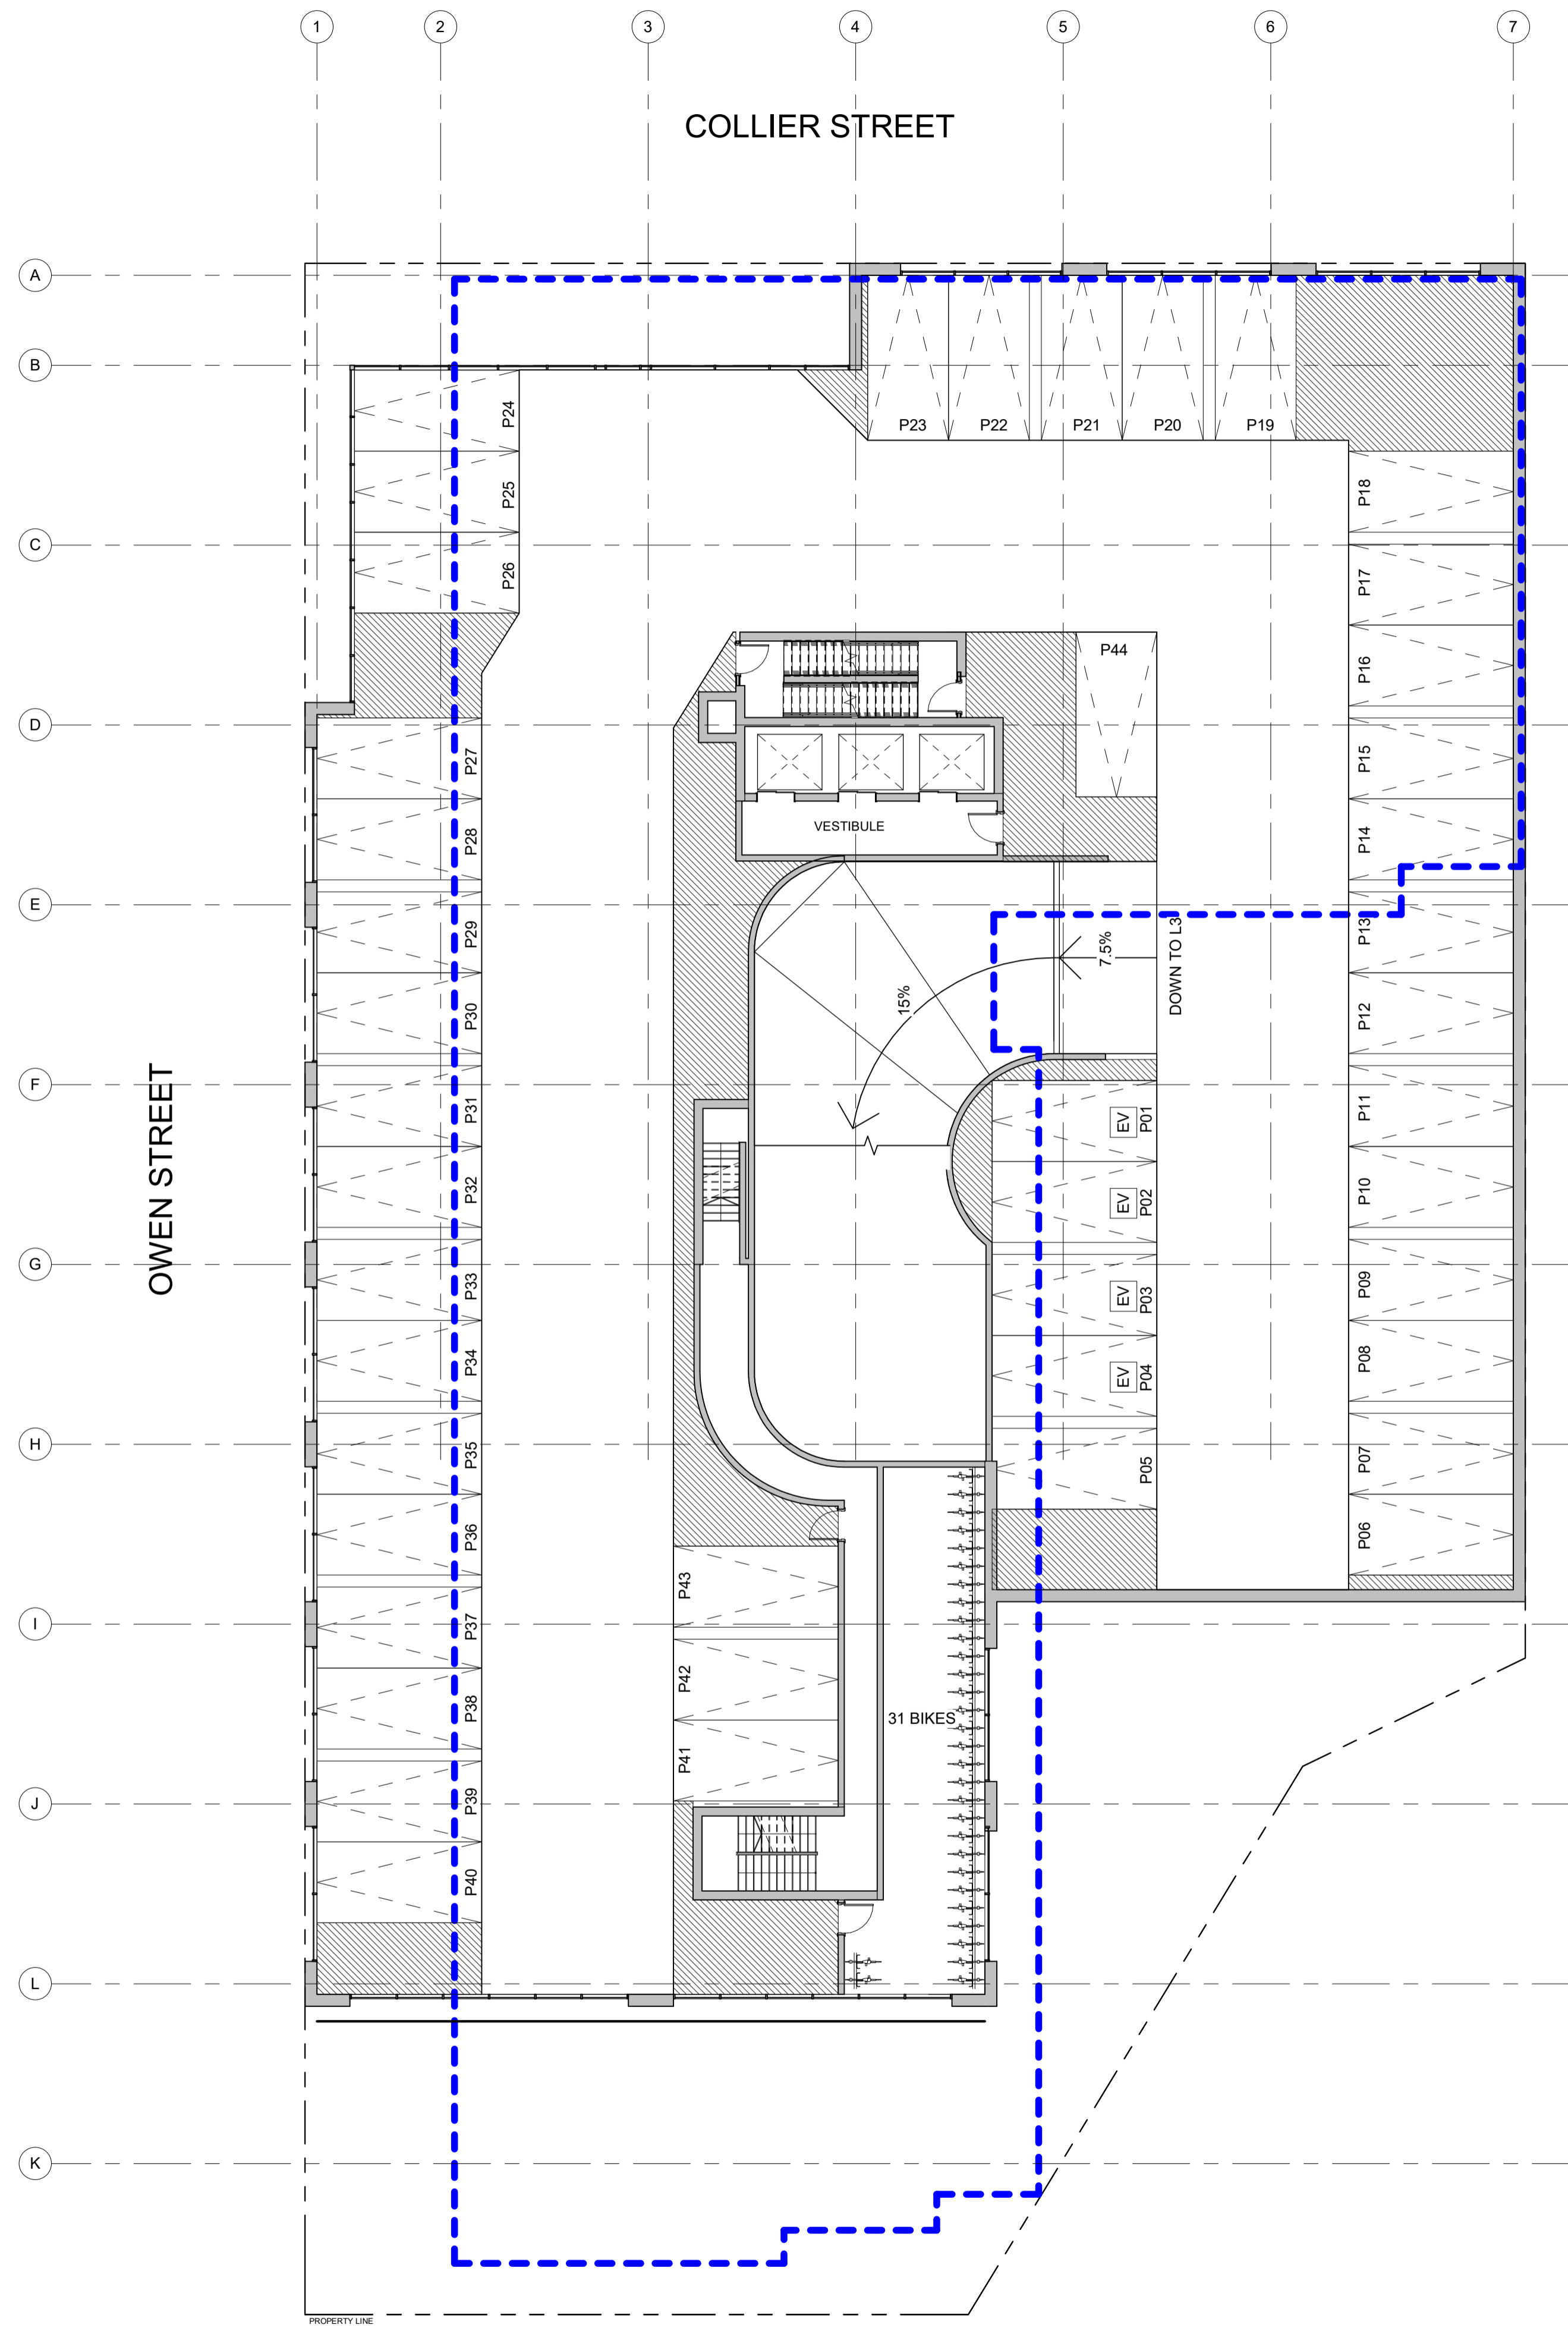 1
2
3
4
5
6
7
COLLIER STREET
A
B
C
D
E
F
G
H
I
J
L
K
OWEN STREET
P23
P22
P21
P20
P19
P24
P25
P26
P18
P17
P16
P15
P14
P13
P12
P11
P10
P09
P08
P07
P06
P44
VESTIBULE
P27
P28
P29
P30
P31
P32
P33
P34
P35
P36
P37
P38
P39
P40
15%
7.5%
DOWN TO L3
EV
P01
EV
P02
EV
P03
EV
P04
P05
P43
P42
P41
31 BIKES
PROPERTY LINE